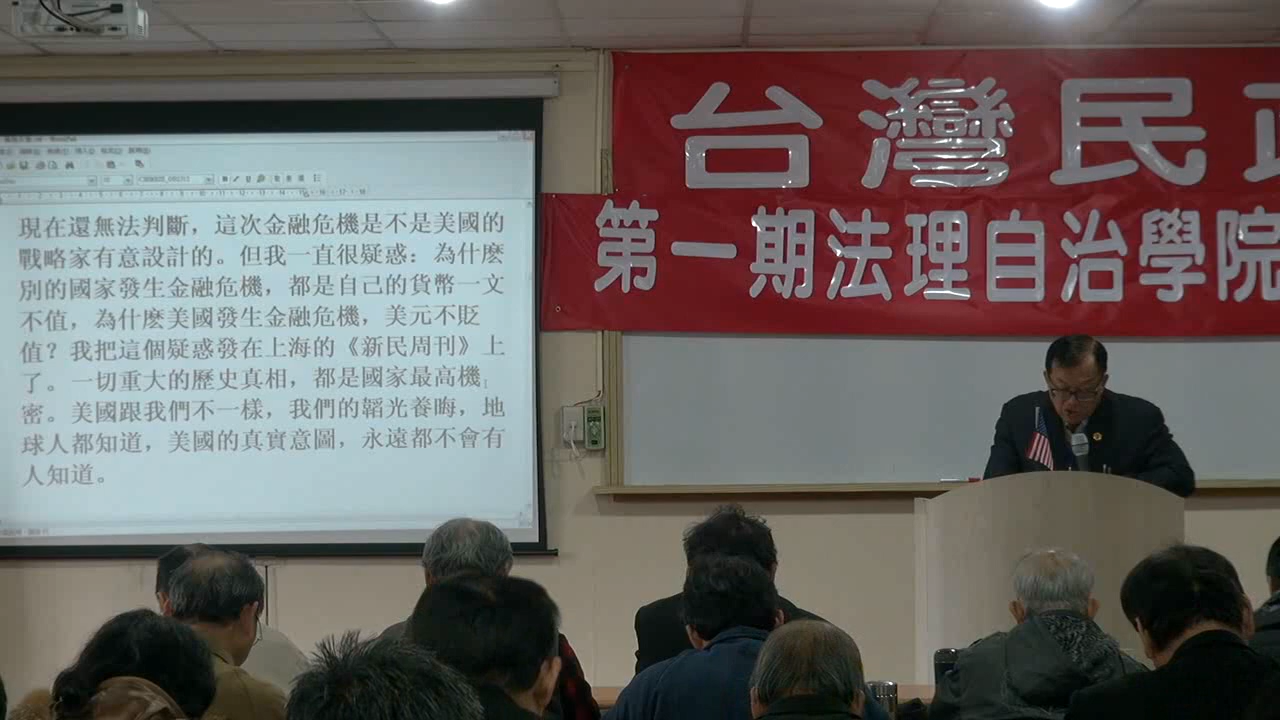 台灣民政
第一期法理自治學院
現在還無法判斷，這次金融危機是不是美國的
戰略家有意設計的。但我一直很疑惑：為什麼
別的國家發生金融危機，都是自己的貨幣一文
不值，為什麼美國發生金融危機，美元不貶
值？我把這個疑惑發在上海的《新民周刊》上
了。一切重大的歷史真相，都是國家最高機
密。美國跟我們不一樣，我們的韜光養晦，地
球人都知道，美國的真實意圖，永遠都不會有
人知道。